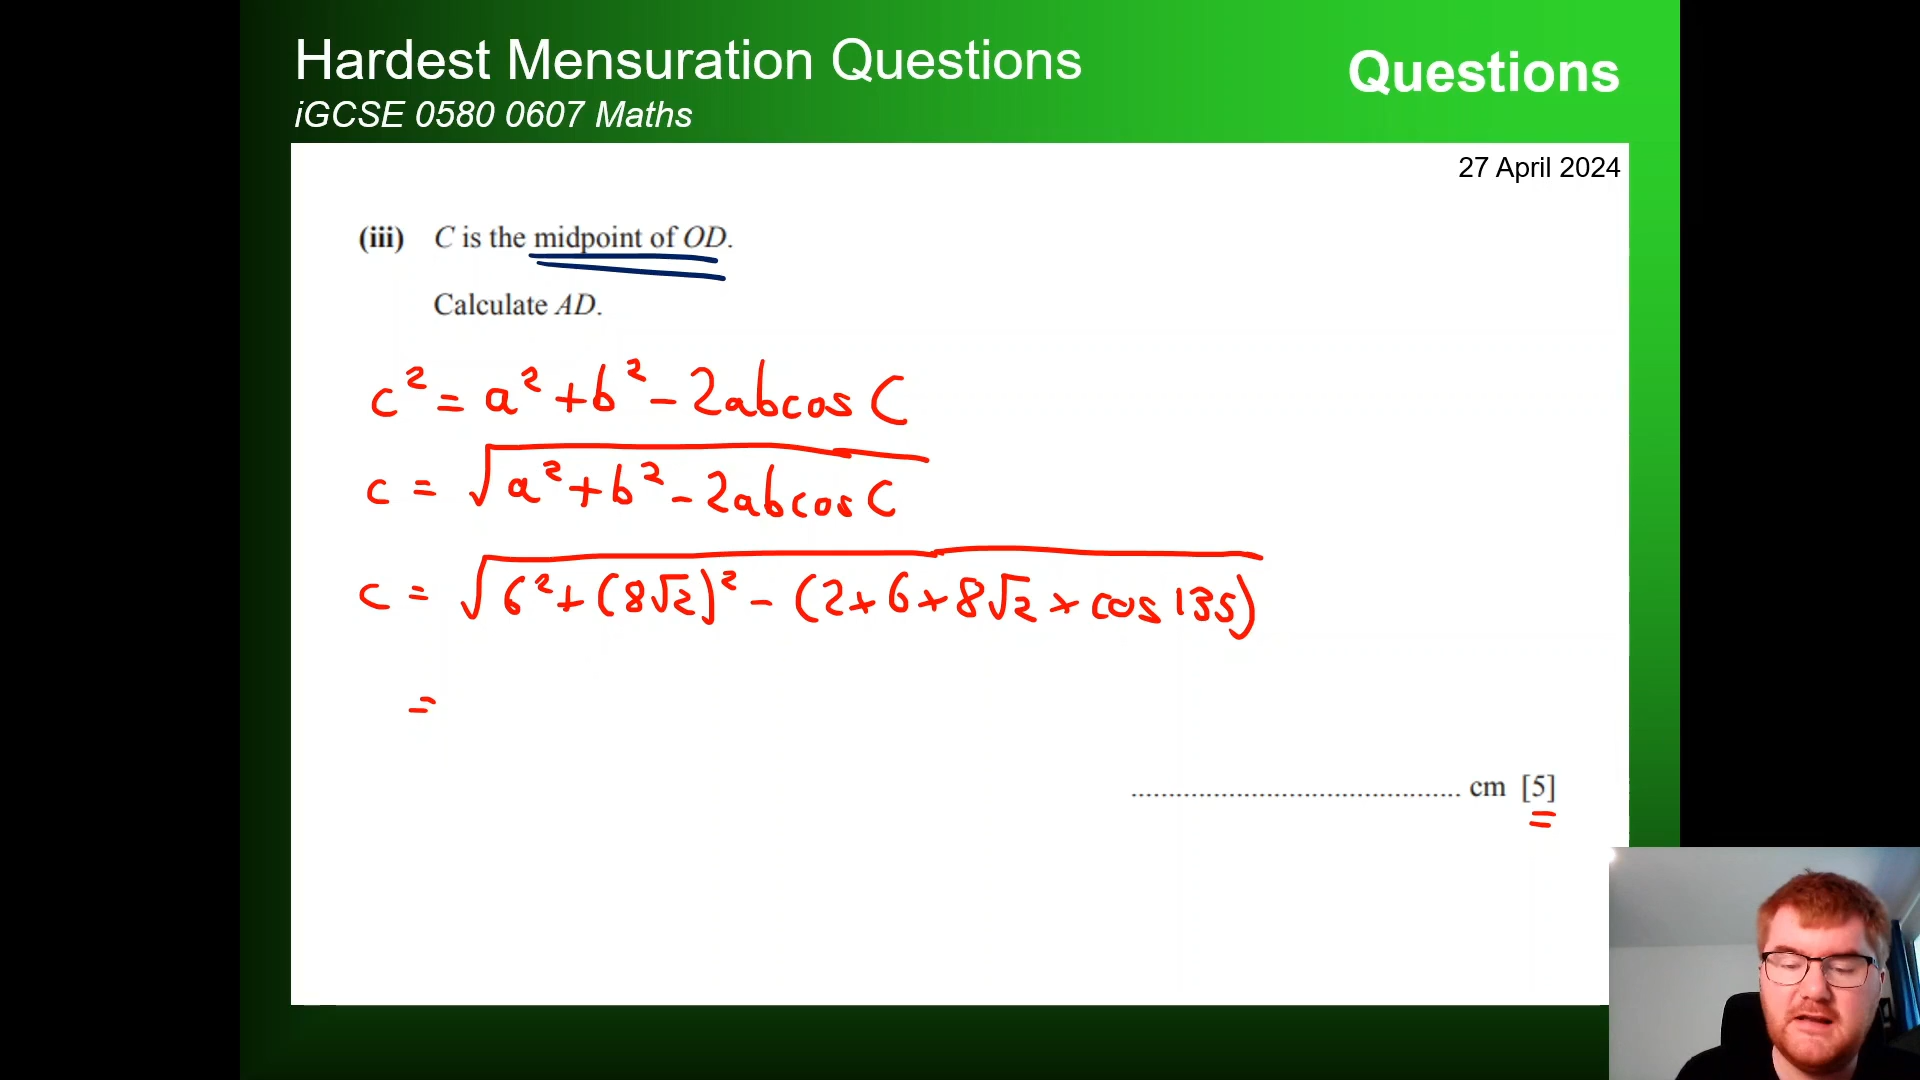 Hardest Mensuration Questions
Questions
iGCSE 0580 0607 Maths
27 April 2024
(iii) C is the midpoint of OD.
Calculate AD.
c² = a² + b² - 2abcos C
c = √a² + b² - 2abcos C
c = √6² + (8√2)² - (2 × 6 × 8√2 × cos 135)
=
........................................... cm [5]